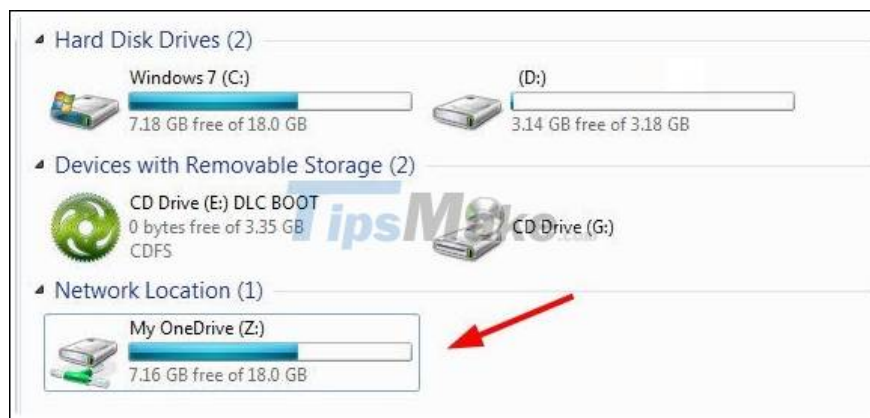 Hard Disk Drives (2)
Windows 7 (C:)
7.18 GB free of 18.0 GB
(D:)
3.14 GB free of 3.18 GB
Devices with Removable Storage (2)
CD Drive (E:) DLC BOOT
0 bytes free of 3.35 GB
CDFS
CD Drive (G:)
TipsMake.com
Network Location (1)
My OneDrive (Z:)
7.16 GB free of 18.0 GB